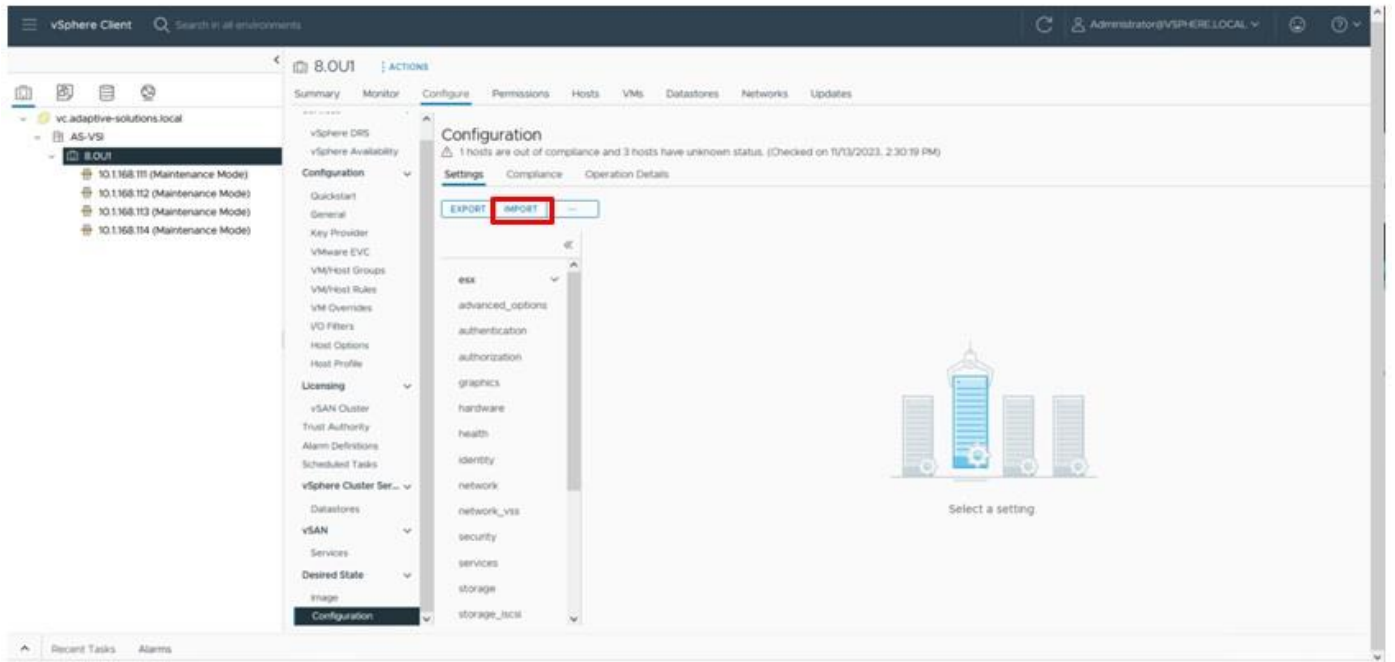 vSphere Client
Search in all environments
Administrator@VSPHERE.LOCAL
8.0U1
ACTIONS
Summary Monitor Configure Permissions Hosts VMs Datastores Networks Updates
vc.adaptive-solutions.local
AS-VSI
8.0U1
10.1.168.111 (Maintenance Mode)
10.1.168.112 (Maintenance Mode)
10.1.168.113 (Maintenance Mode)
10.1.168.114 (Maintenance Mode)
vSphere DRS
vSphere Availability
Configuration
Quickstart
General
Key Provider
VMware EVC
VM/Host Groups
VM/Host Rules
VM Overrides
I/O Filters
Host Options
Host Profile
Licensing
vSAN Cluster
Trust Authority
Alarm Definitions
Scheduled Tasks
vSphere Cluster Ser...
Datastores
vSAN
Services
Desired State
Image
Configuration
Configuration
1 hosts are out of compliance and 3 hosts have unknown status. (Checked on 11/13/2023, 2:30:19 PM)
Settings Compliance Operation Details
EXPORT IMPORT ...
esx
advanced_options
authentication
authorization
graphics
hardware
health
identity
network
network_vss
security
services
storage
storage_iscsi
Select a setting
Recent Tasks Alarms